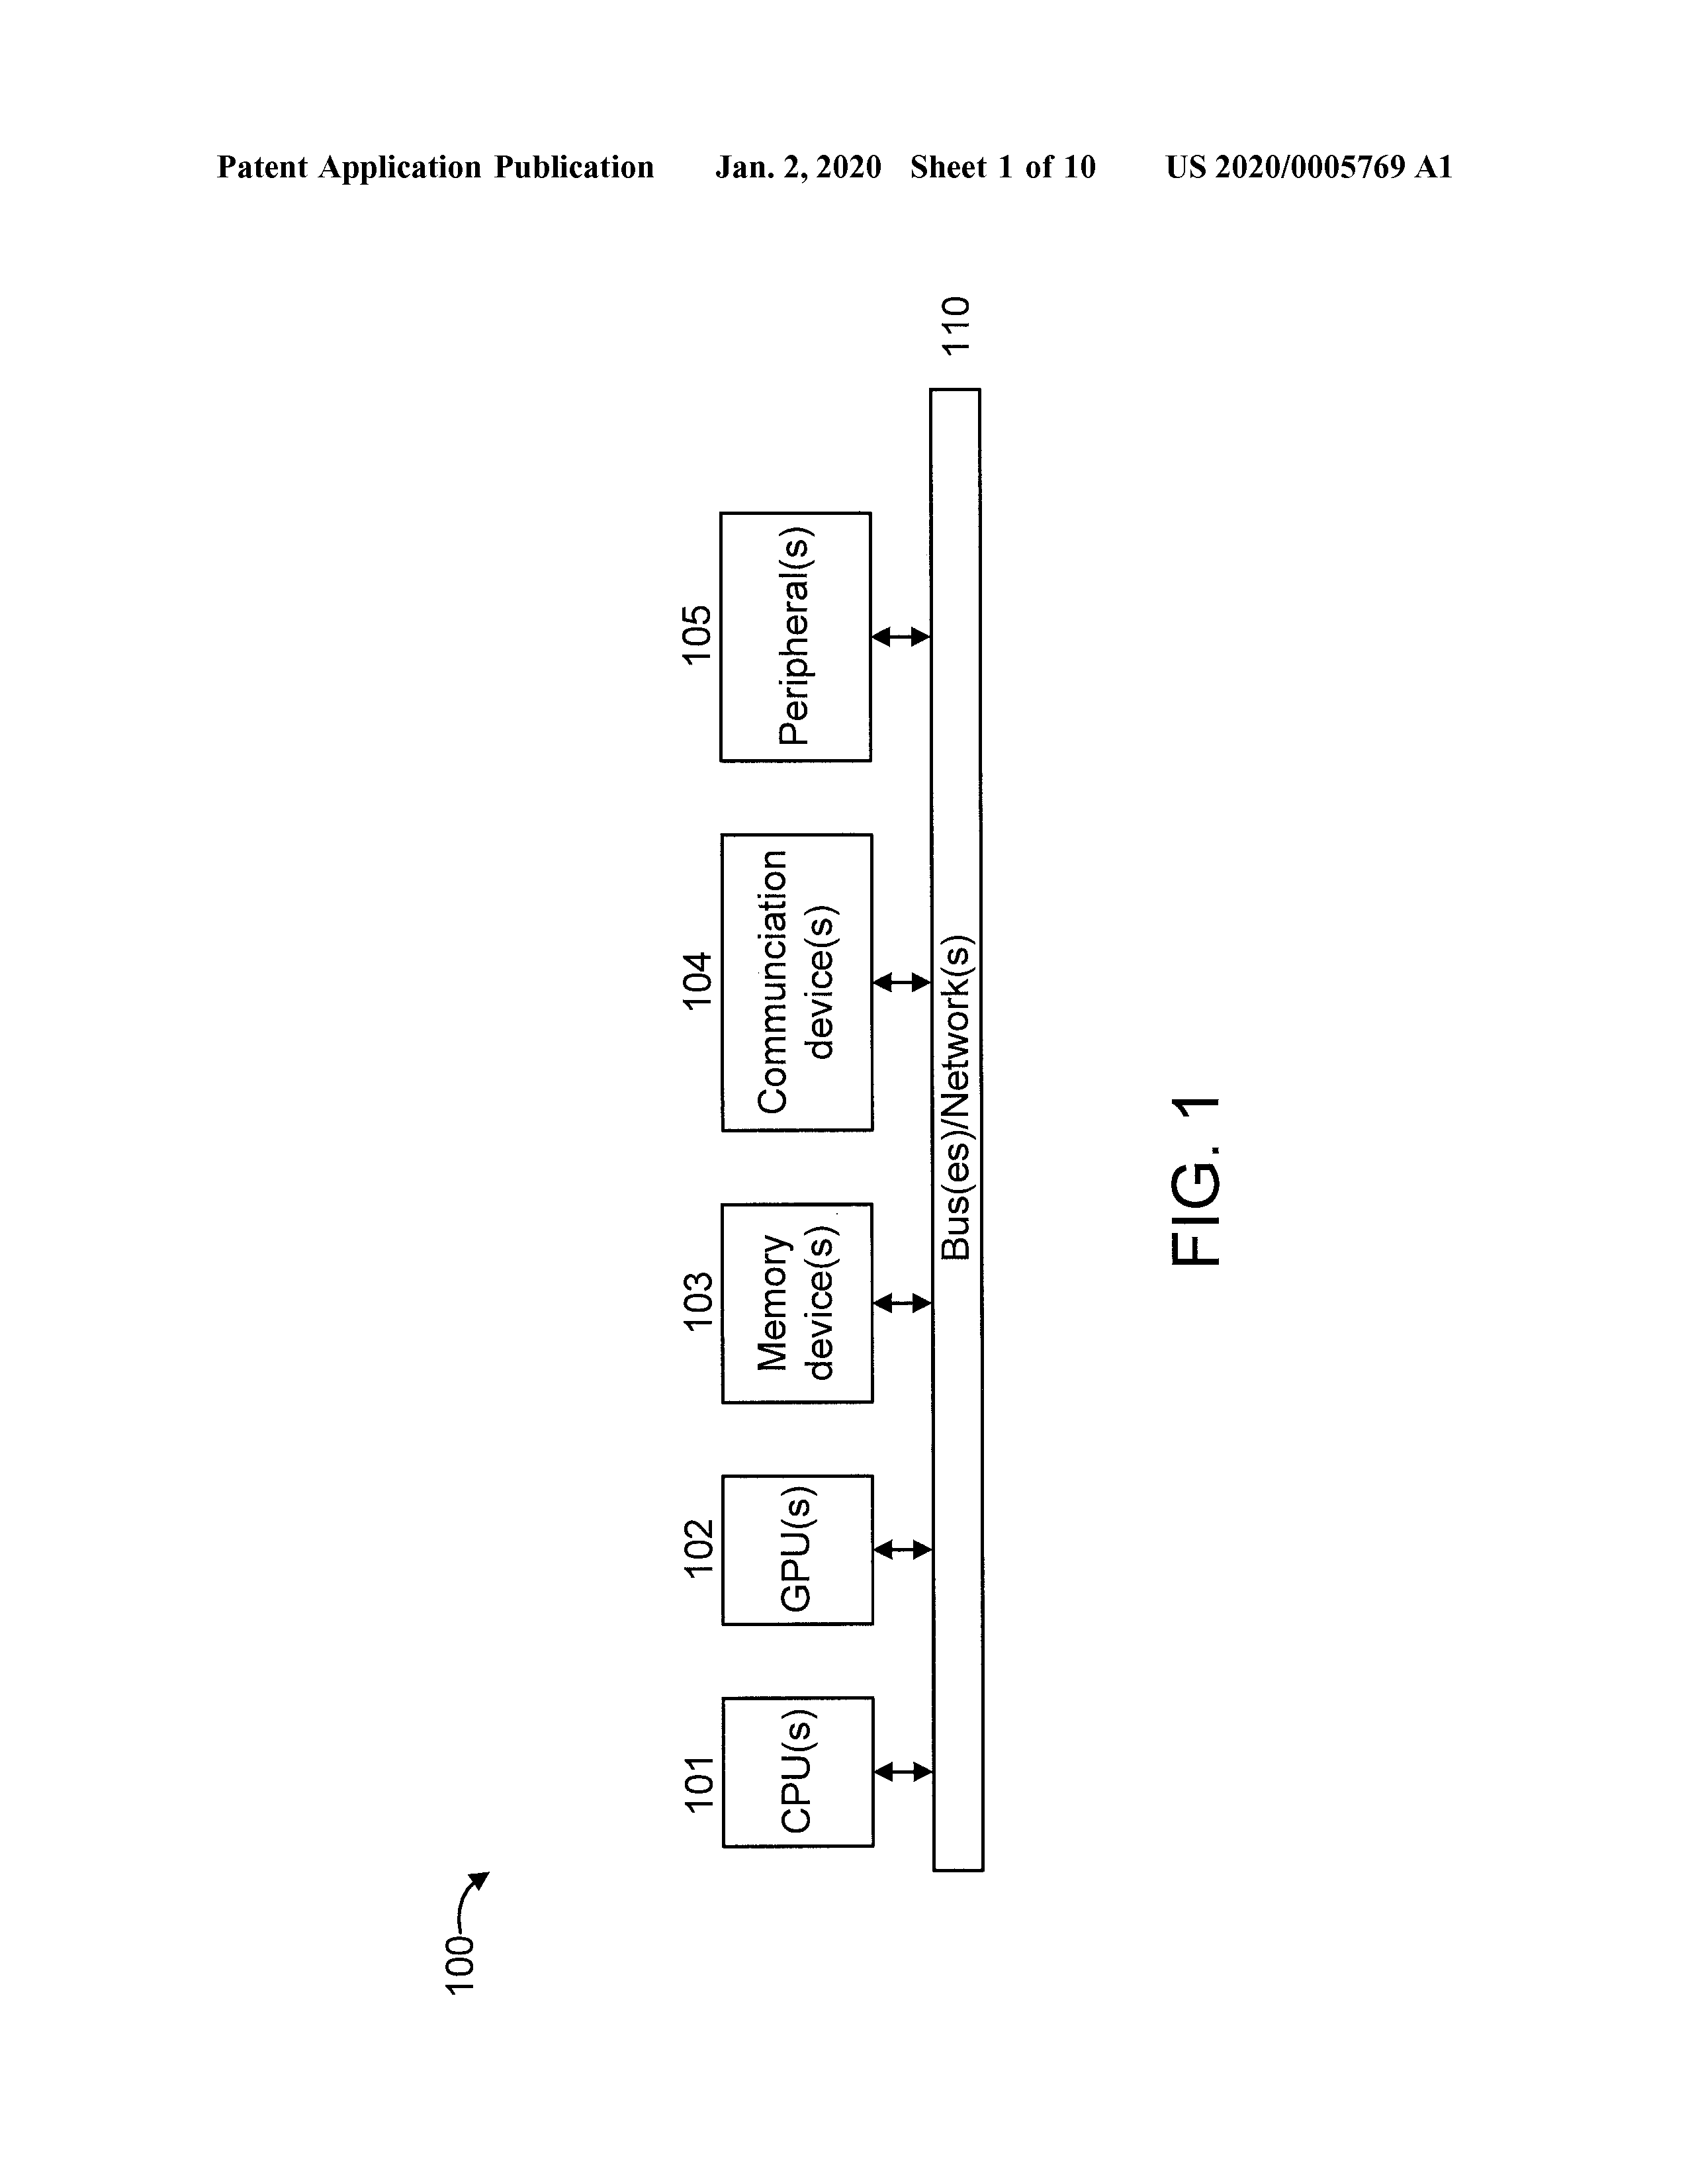 Patent Application Publication Jan. 2, 2020 Sheet 1 of 10 US 2020/0005769 A1
100
101
CPU(s)
102
GPU(s)
103
Memory
device(s)
104
Communciation
device(s)
105
Peripheral(s)
Bus(es)/Network(s)
110
FIG. 1